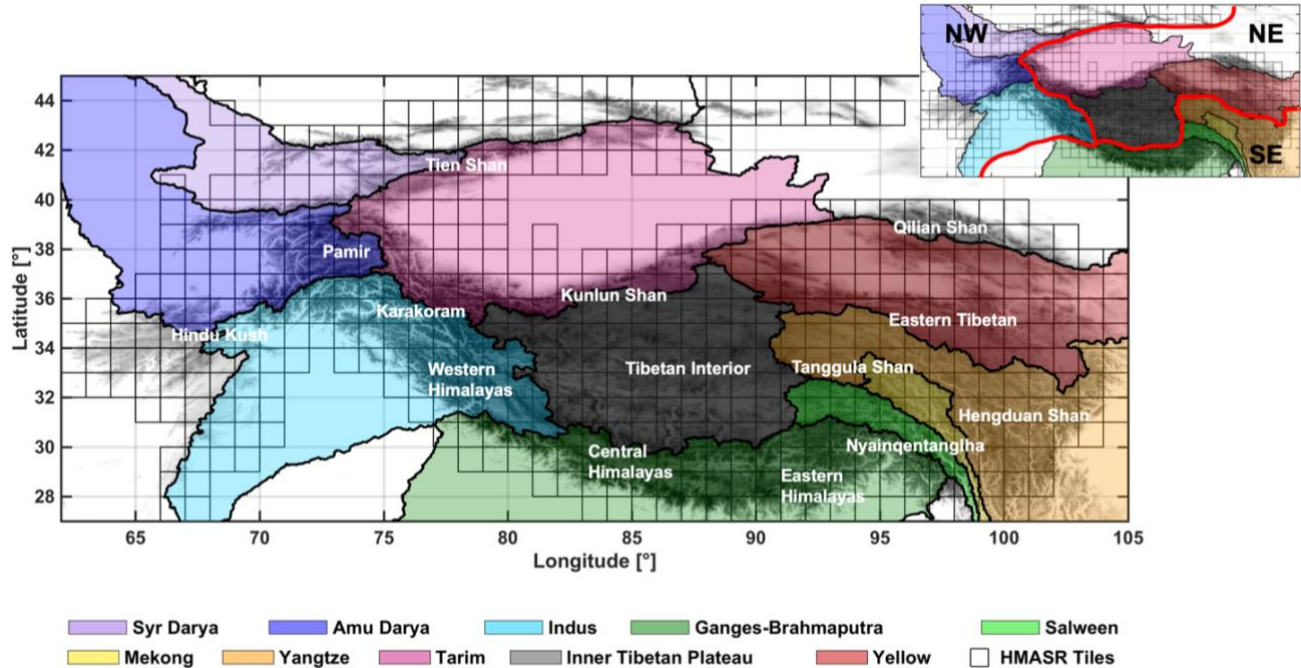 NW
NE
SE
44
42
40
38
36
34
32
30
28
Latitude [°]
Tien Shan
Qilian Shan
Pamir
Kunlun Shan
Karakoram
Eastern Tibetan
Hindu Kush
Western
Himalayas
Tibetan Interior
Tanggula Shan
Hengduan Shan
Nyainqentanglha
Central
Himalayas
Eastern
Himalayas
65 70 75 80 85 90 95 100 105
Longitude [°]
Syr Darya Amu Darya Indus Ganges-Brahmaputra Salween
Mekong Yangtze Tarim Inner Tibetan Plateau Yellow HMASR Tiles